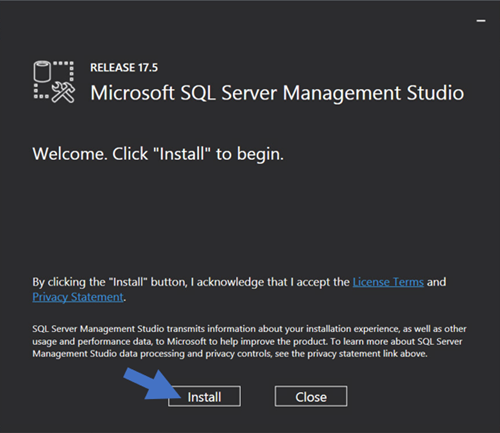 RELEASE 17.5
Microsoft SQL Server Management Studio
Welcome. Click "Install" to begin.
By clicking the "Install" button, I acknowledge that I accept the License Terms and
Privacy Statement.
SQL Server Management Studio transmits information about your installation experience, as well as other
usage and performance data, to Microsoft to help improve the product. To learn more about SQL Server
Management Studio data processing and privacy controls, see the privacy statement link above.
Install
Close